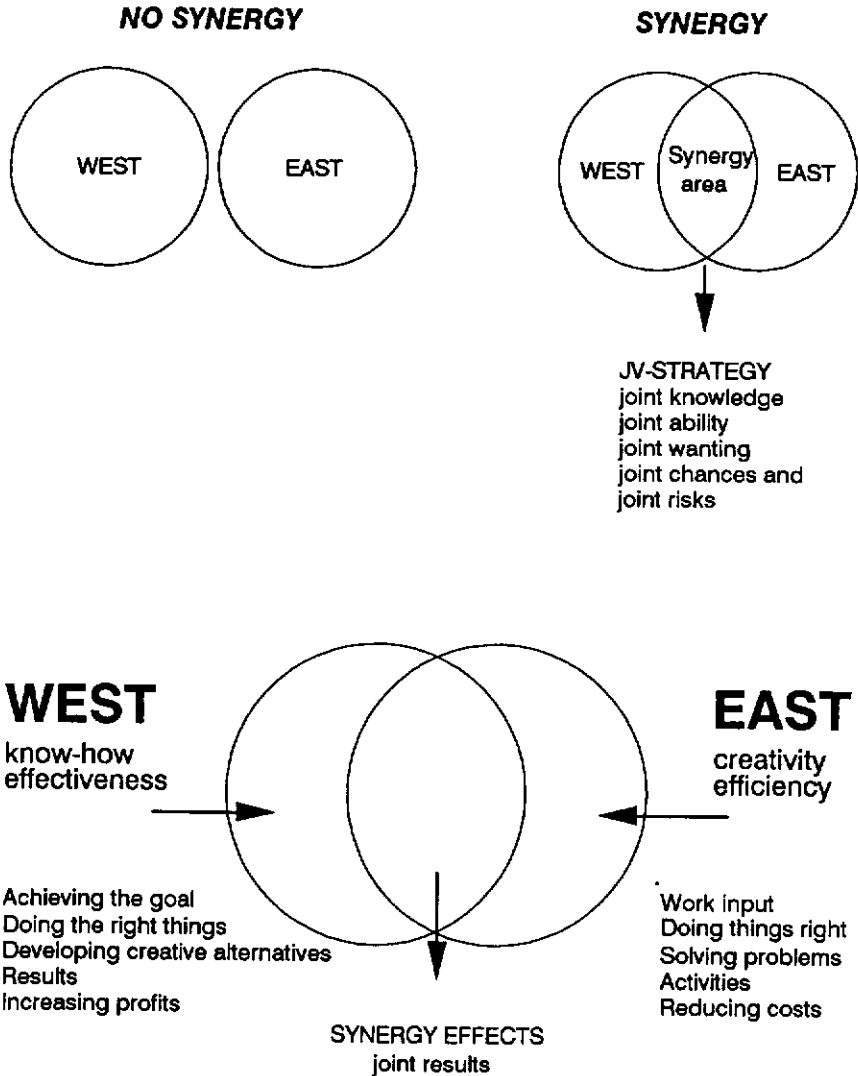 NO SYNERGY
SYNERGY
WEST
EAST
WEST
Synergy
area
EAST
JV-STRATEGY
joint knowledge
joint ability
joint wanting
joint chances and
joint risks
WEST
know-how
effectiveness
EAST
creativity
efficiency
Achieving the goal
Doing the right things
Developing creative alternatives
Results
Increasing profits
Work input
Doing things right
Solving problems
Activities
Reducing costs
SYNERGY EFFECTS
joint results